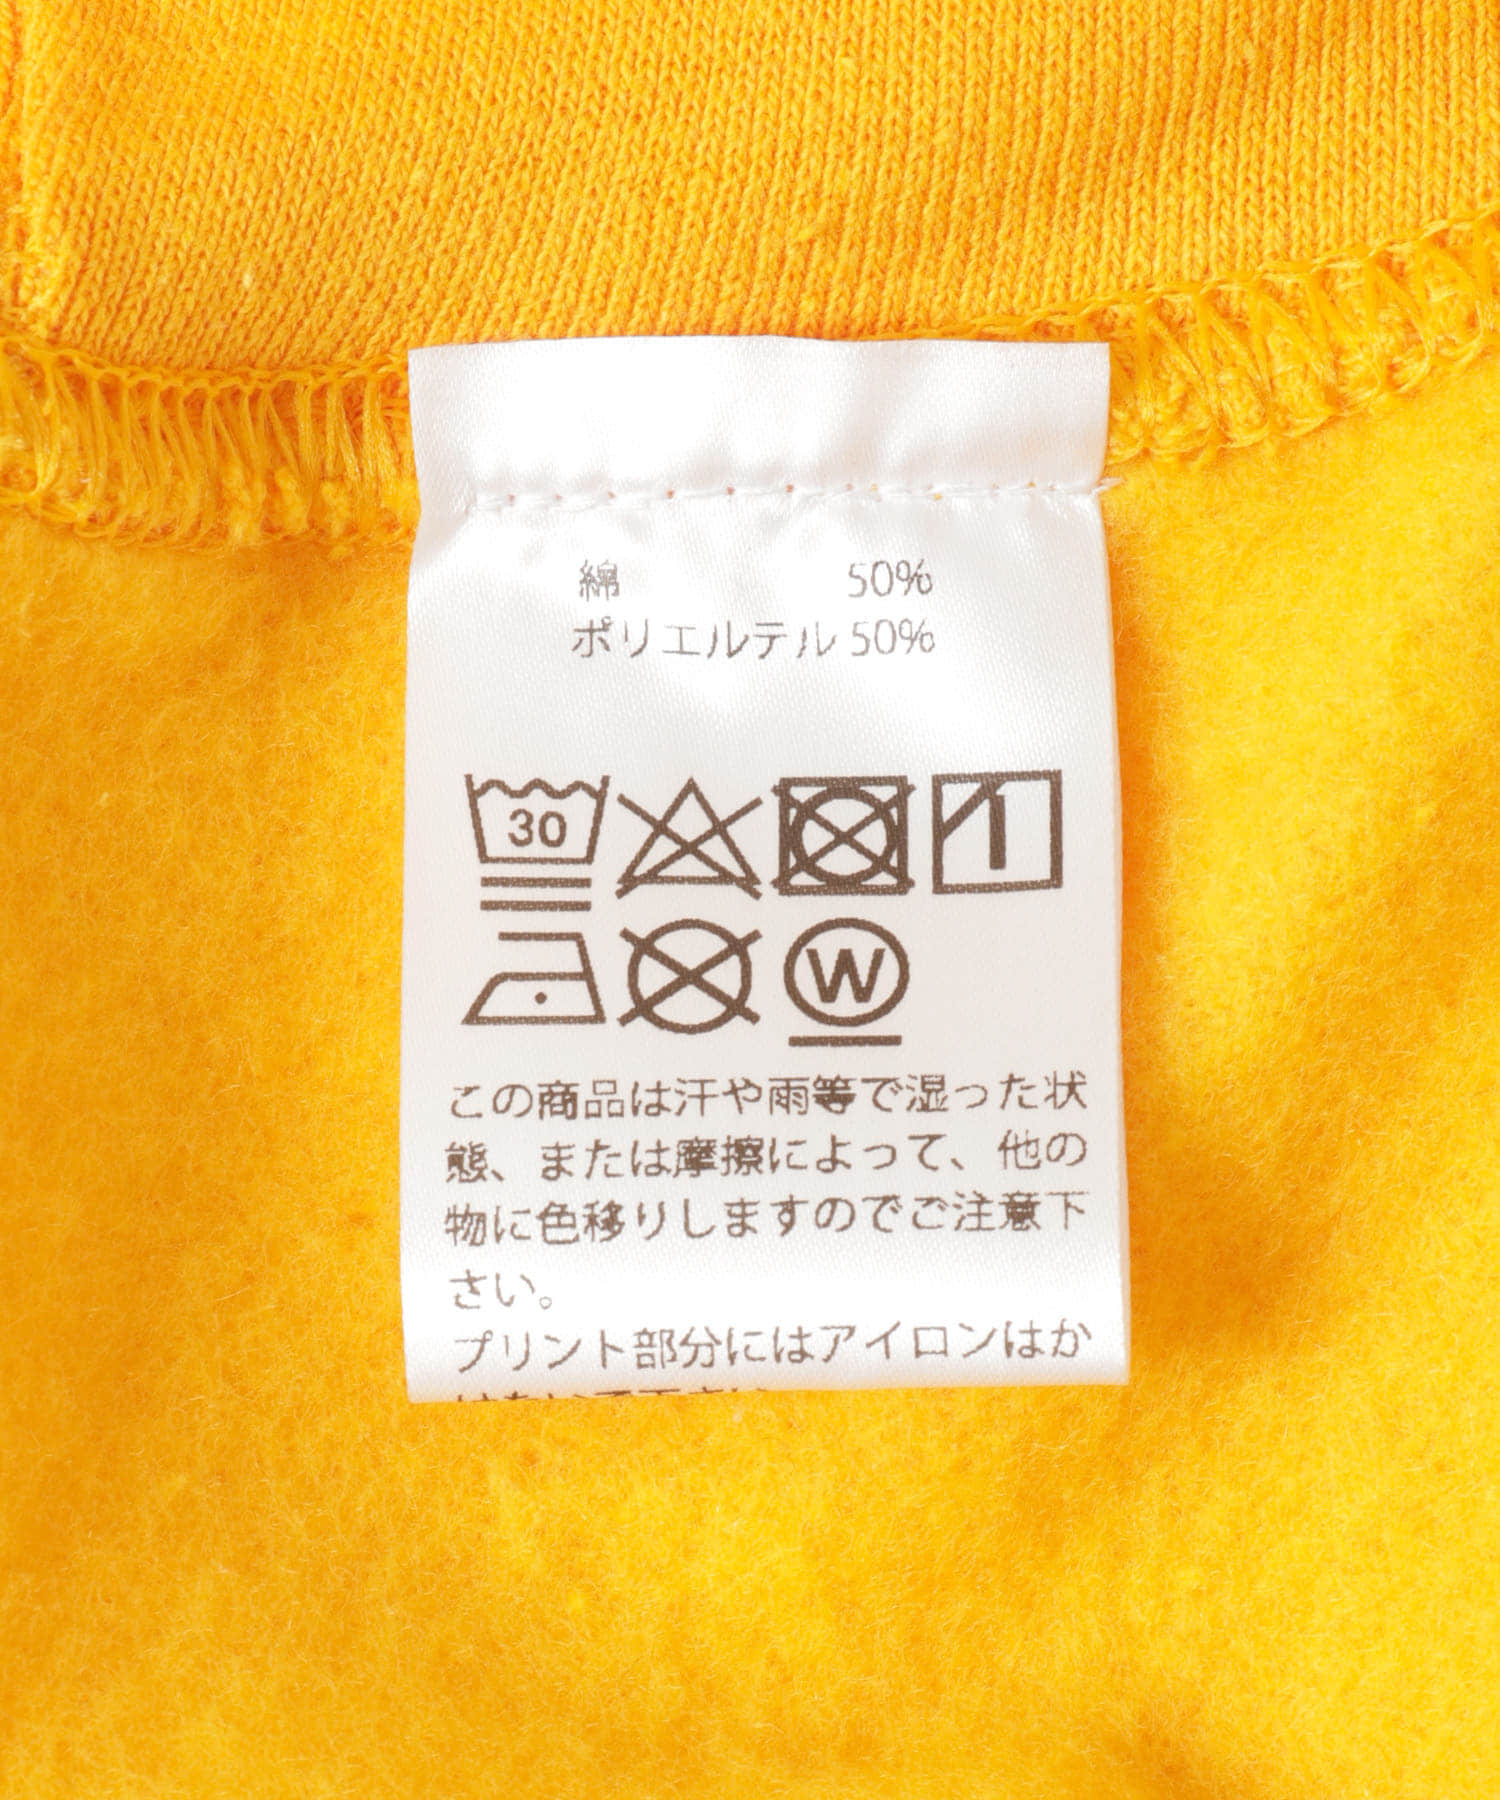 綿 50%
ポリエルテル 50%
30
W
この商品は汗や雨等で湿った状
態、または摩擦によって、他の
物に色移りしますのでご注意下
さい。
プリント部分にはアイロンはか